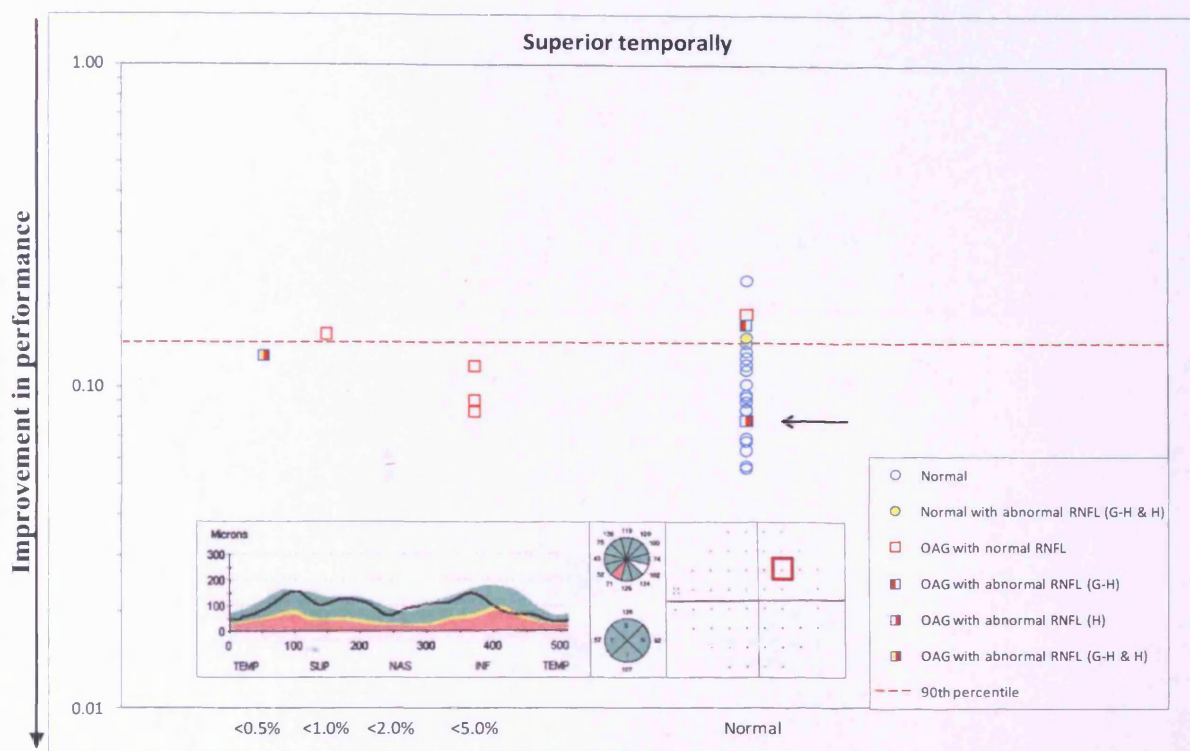 Superior temporally
Improvement in performance
1.00
0.10
0.01
<0.5%
<1.0%
<2.0%
<5.0%
Normal
Normal
Normal with abnormal RNFL (G-H & H)
OAG with normal RNFL
OAG with abnormal RNFL (G-H)
OAG with abnormal RNFL (H)
OAG with abnormal RNFL (G-H & H)
90th percentile
Microns
300
200
100
0
0 100 200 300 400 500
TEMP SUP NAS INF TEMP